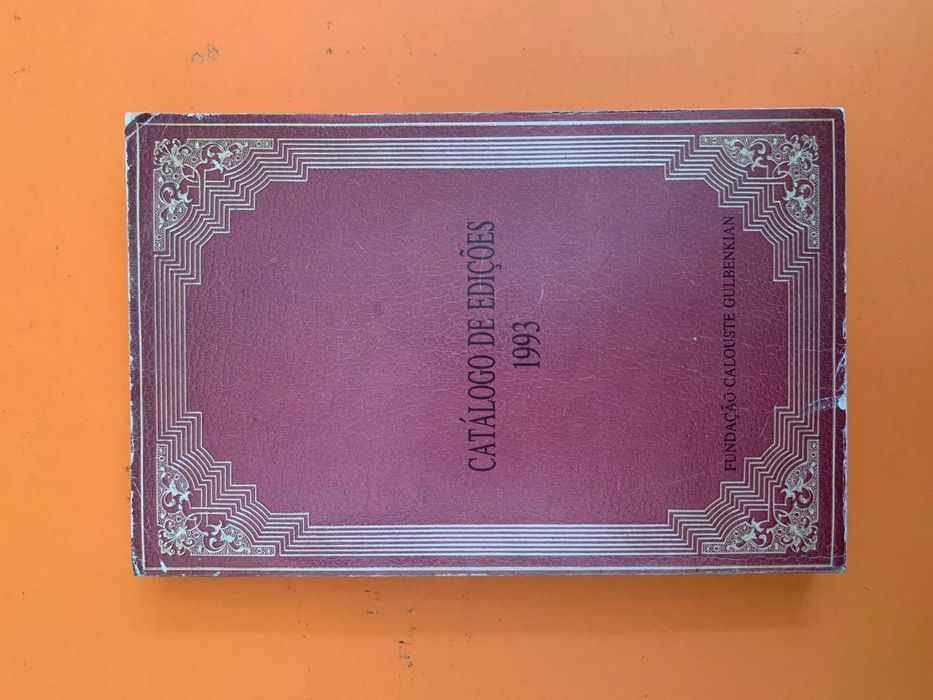 CATÁLOGO DE EDIÇÕES
1993
FUNDAÇÃO CALOUSTE GULBENKIAN